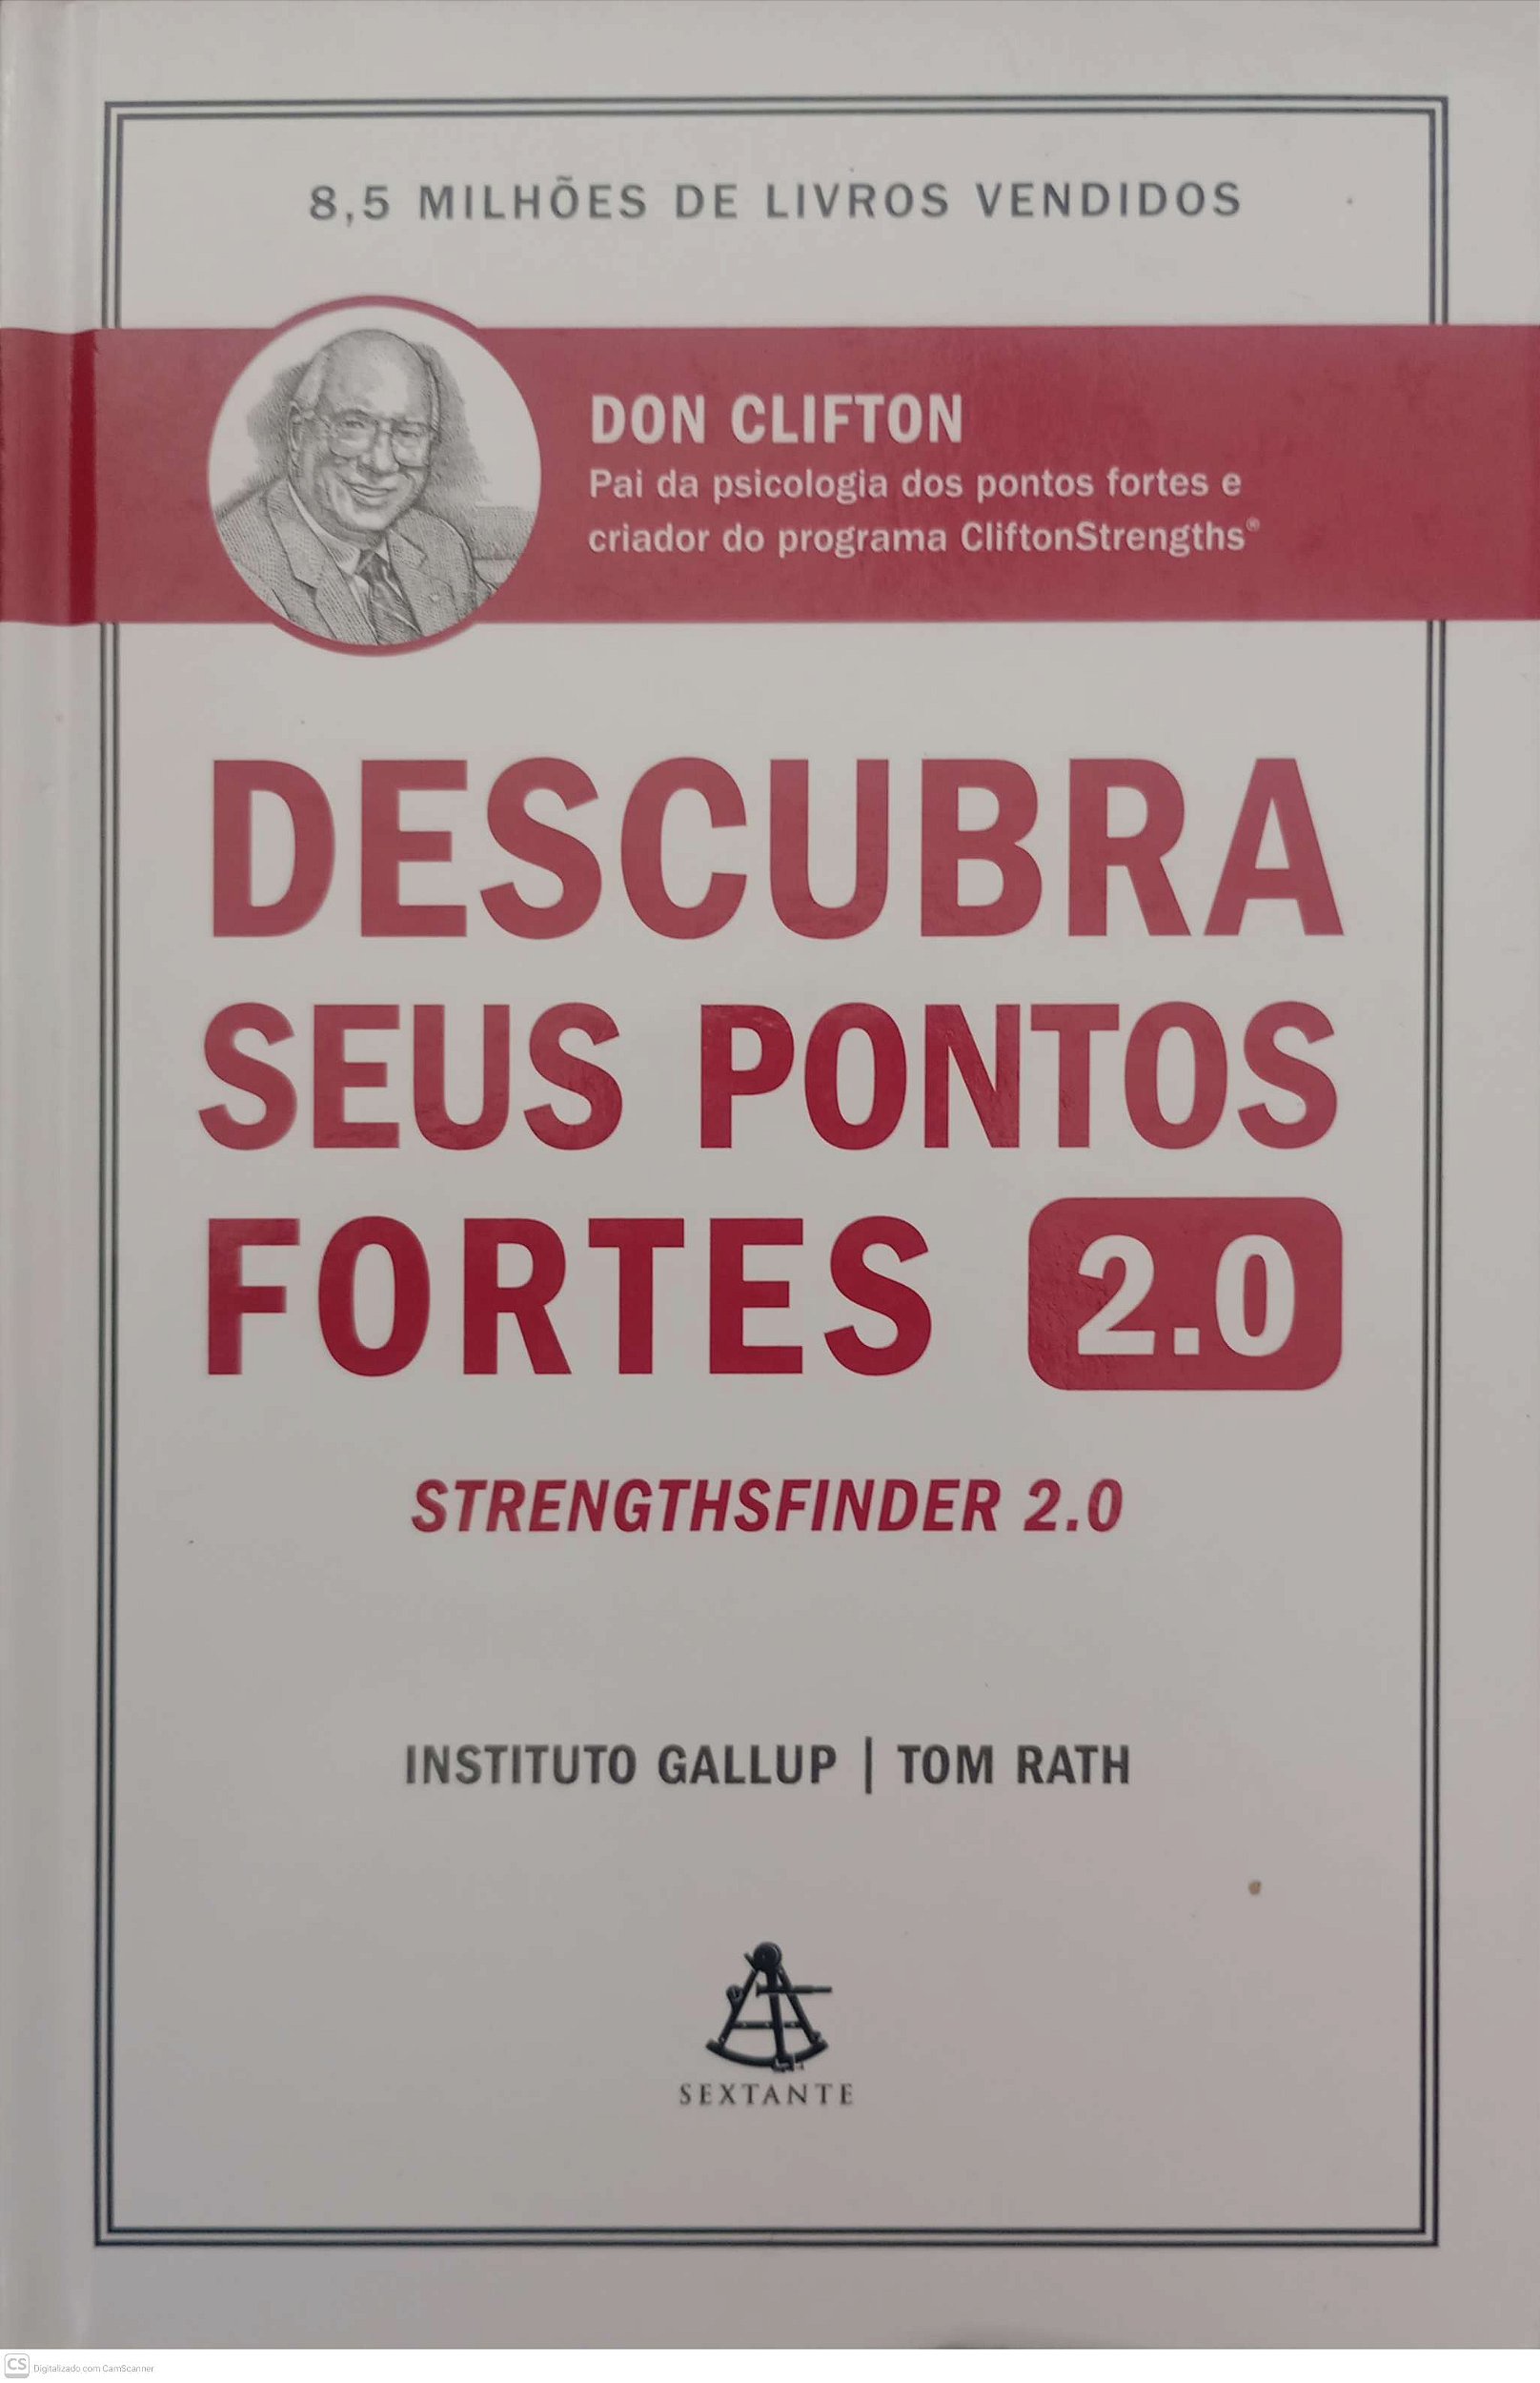 8,5 MILHÕES DE LIVROS VENDIDOS
DON CLIFTON
Pai da psicologia dos pontos fortes e
criador do programa CliftonStrengths®
DESCUBRA
SEUS PONTOS
FORTES 2.0
STRENGTHSFINDER 2.0
INSTITUTO GALLUP | TOM RATH
SEXTANTE
CS Digitalizado com CamScanner